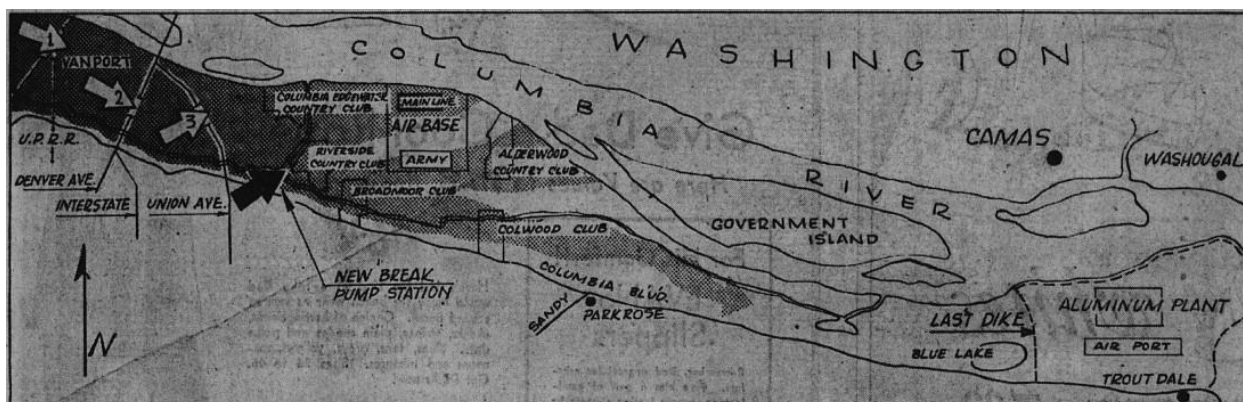 WASHINGTON
COLUMBIA
RIVER
1
VANPORT
2
3
U.P.R.R.
DENVER AVE.
INTERSTATE
UNION AVE.
COLUMBIA EDGEWATER
COUNTRY CLUB
MAIN LINE
AIR BASE
ARMY
RIVERSIDE
COUNTRY CLUB
ALDERWOOD
COUNTRY CLUB
BROADMOOR CLUB
COLWOOD CLUB
NEW BREAK
PUMP STATION
COLUMBIA BLVD.
SANDY
PARKROSE
GOVERNMENT
ISLAND
CAMAS
WASHOUGAL
LAST DIKE
BLUE LAKE
ALUMINUM PLANT
AIR PORT
TROUTDALE
N